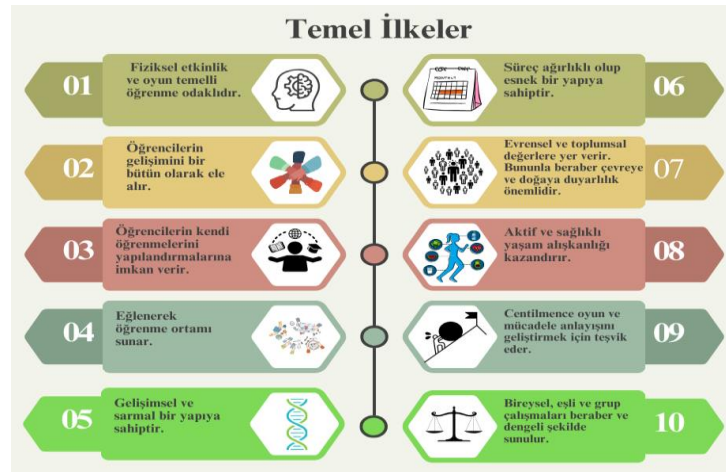 Temel İlkeler
01
Fiziksel etkinlik
ve oyun temelli
öğrenme odaklıdır.
02
Öğrencilerin
gelişimini bir
bütün olarak ele
alır.
03
Öğrencilerin kendi
öğrenmelerini
yapılandırmalarına
imkan verir.
04
Eğlenerek
öğrenme ortamı
sunar.
05
Gelişimsel ve
sarmal bir yapıya
sahiptir.
Süreç ağırlıklı olup
esnek bir yapıya
sahiptir.
06
Evrensel ve toplumsal
değerlere yer verir.
Bununla beraber çevreye
ve doğaya duyarlılık
önemlidir.
07
Aktif ve sağlıklı
yaşam alışkanlığı
kazandırır.
08
Centilmence oyun ve
mücadele anlayışını
geliştirmek için teşvik
eder.
09
Bireysel, eşli ve grup
çalışmaları beraber ve
dengeli şekilde
sunulur.
10